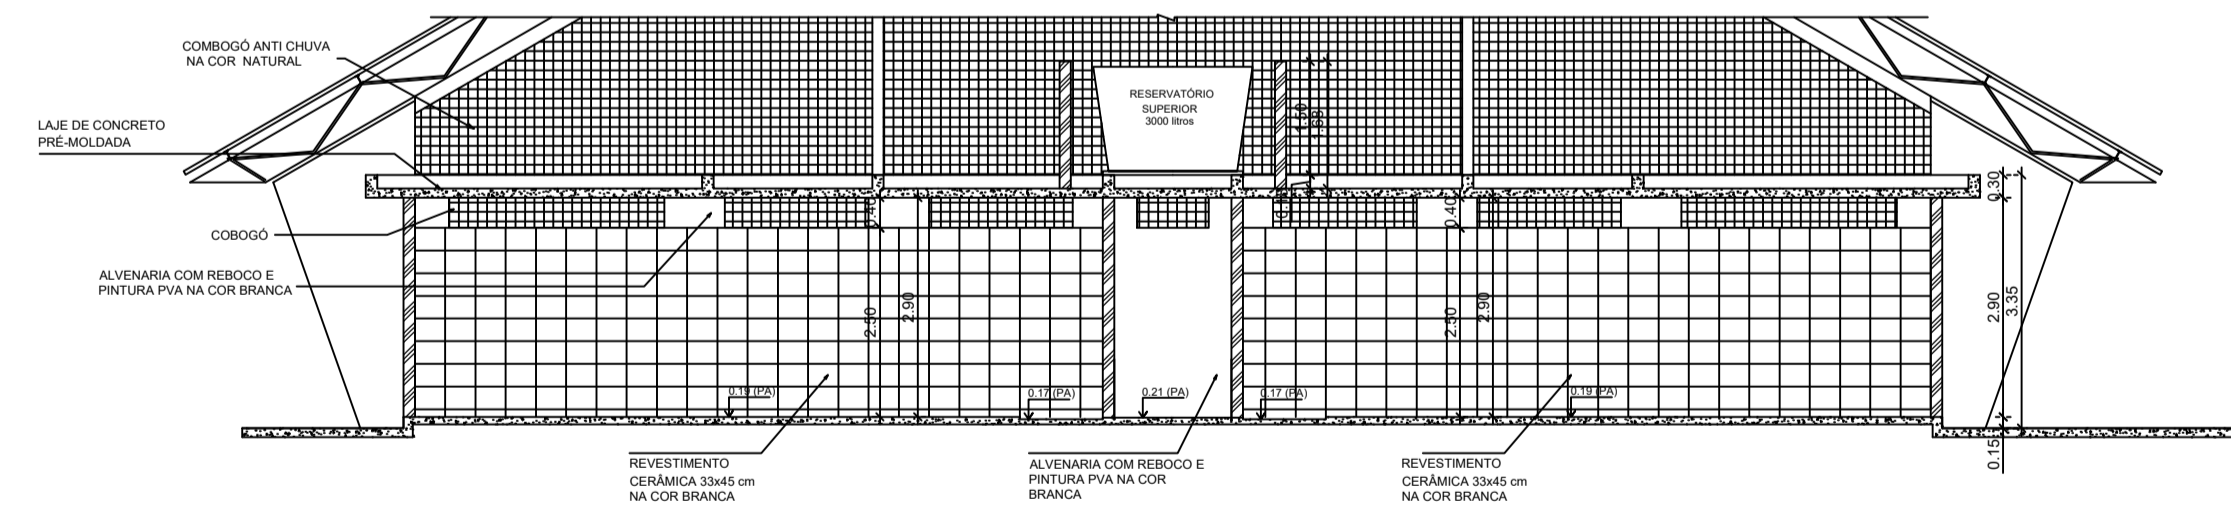 COMBOGÓ ANTI CHUVA
NA COR NATURAL
RESERVATÓRIO
SUPERIOR
3000 litros
1.50
1.68
LAJE DE CONCRETO
PRÉ-MOLDADA
0.30
0.40
0.40
COBOGÓ
ALVENARIA COM REBOCO E
PINTURA PVA NA COR BRANCA
2.50
2.90
2.50
2.90
2.90
3.35
0.19 (PA)
0.17 (PA)
0.21 (PA)
0.17 (PA)
0.19 (PA)
0.15
REVESTIMENTO
CERÂMICA 33x45 cm
NA COR BRANCA
ALVENARIA COM REBOCO E
PINTURA PVA NA COR
BRANCA
REVESTIMENTO
CERÂMICA 33x45 cm
NA COR BRANCA